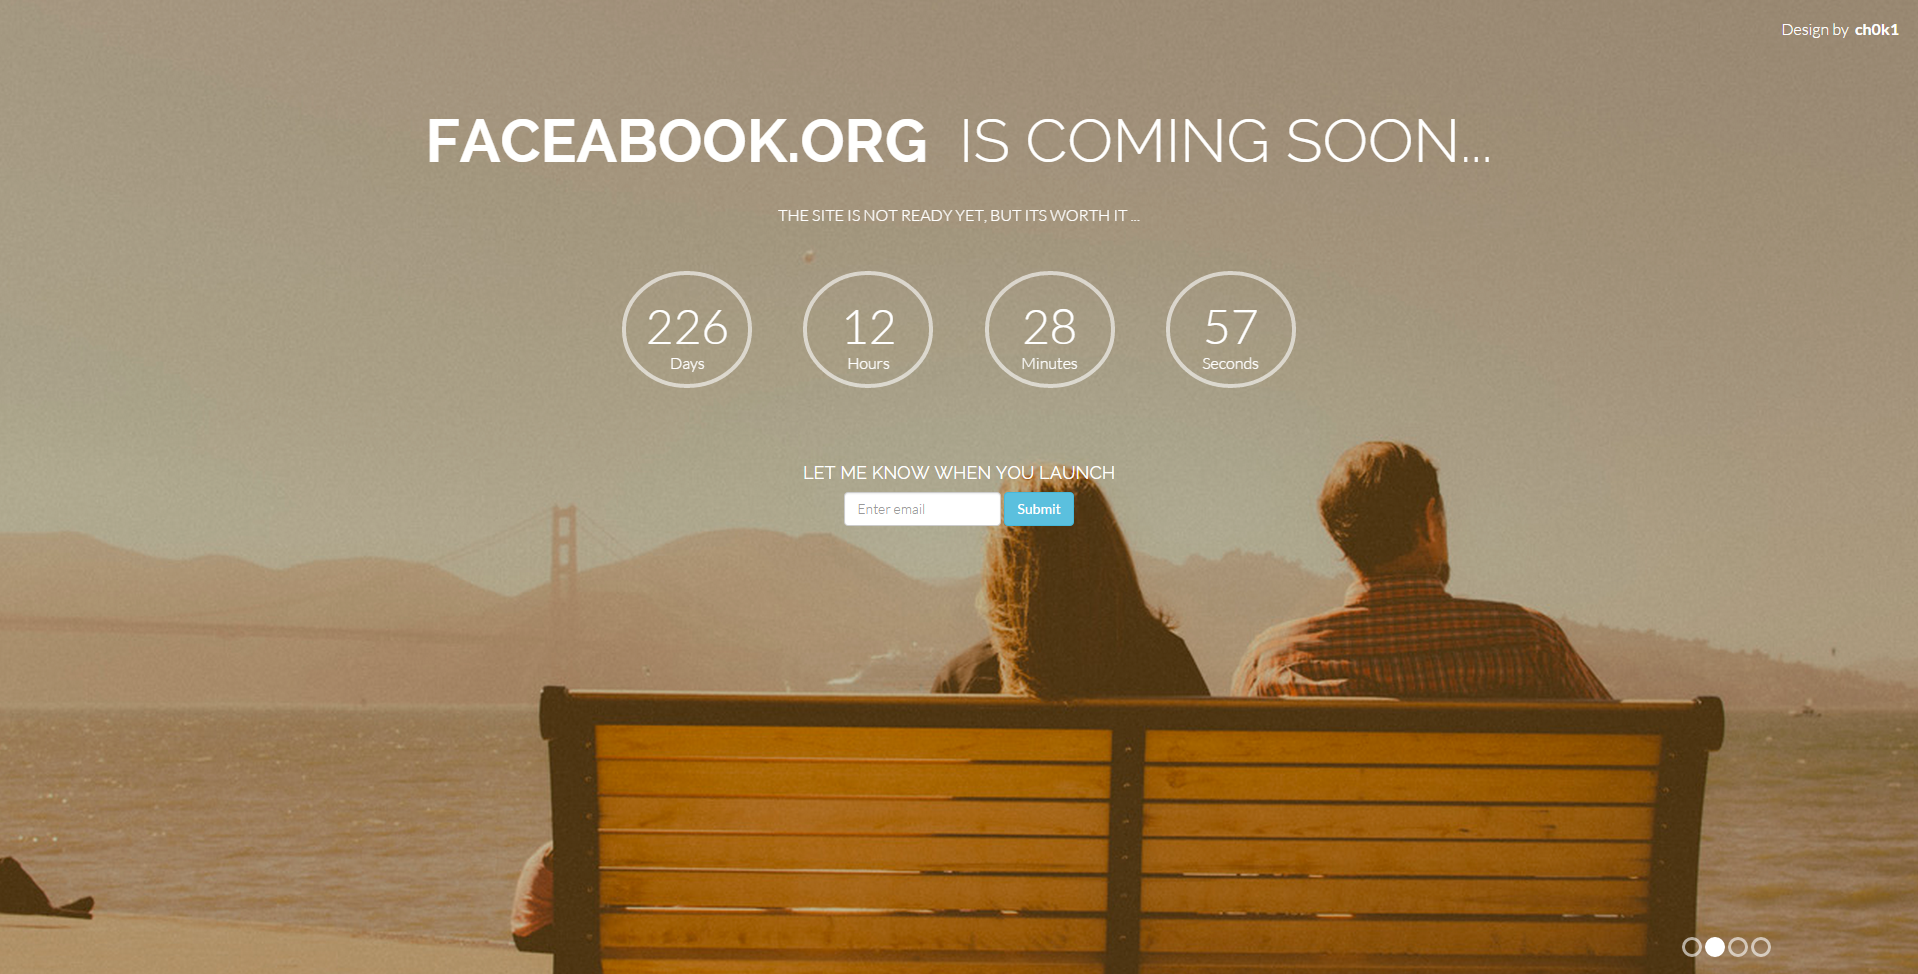 Design by ch0k1
FACEABOOK.ORG IS COMING SOON...
THE SITE IS NOT READY YET, BUT ITS WORTH IT ...
226 12 28 57
Days Hours Minutes Seconds
LET ME KNOW WHEN YOU LAUNCH
Enter email Submit